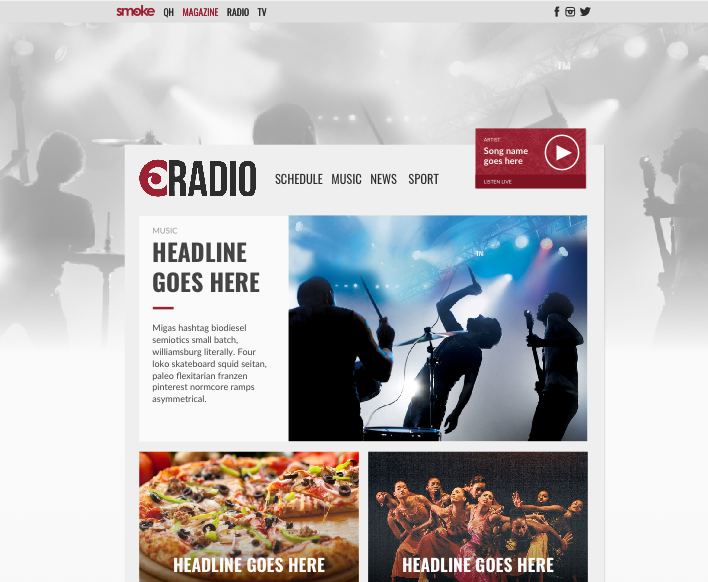 smoke QH MAGAZINE RADIO TV
ARTIST
Song name
goes here
LISTEN LIVE
RADIO SCHEDULE MUSIC NEWS SPORT
MUSIC
HEADLINE
GOES HERE
Migas hashtag biodiesel
semiotics small batch,
williamsburg literally. Four
loko skateboard squid seitan,
paleo flexitarian franzen
pinterest normcore ramps
asymmetrical.
HEADLINE GOES HERE
HEADLINE GOES HERE